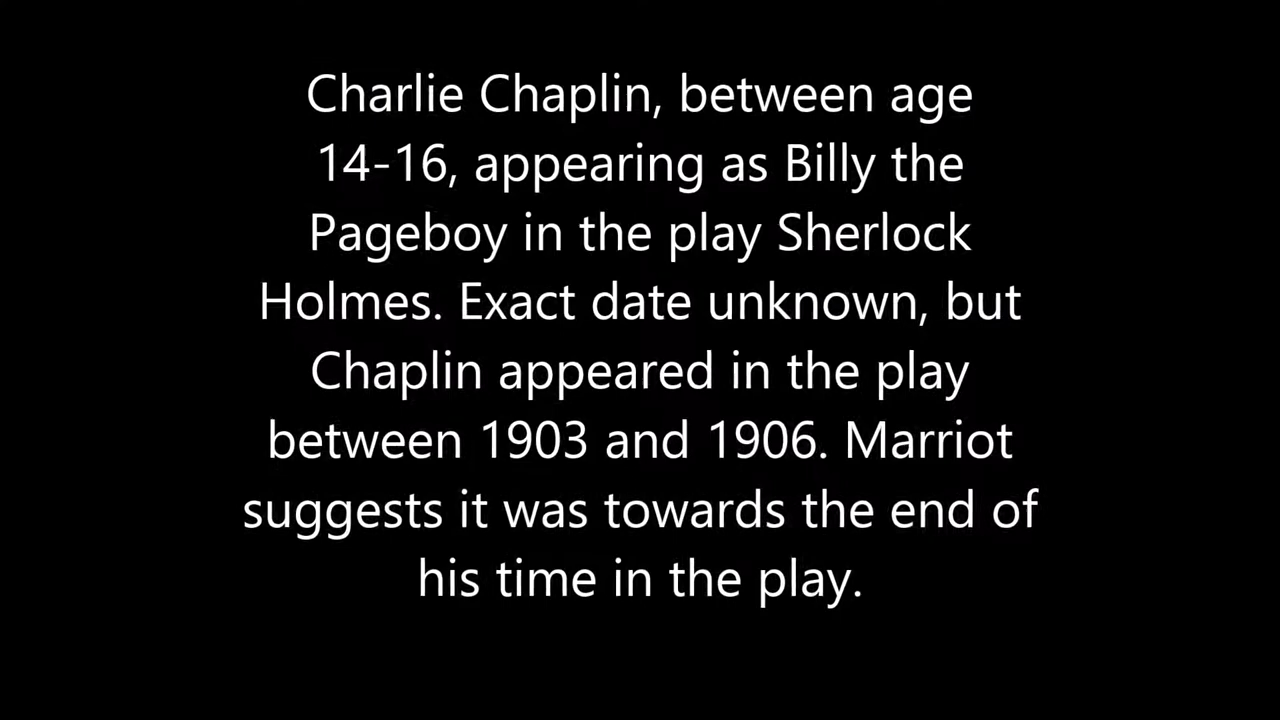 Charlie Chaplin, between age
14-16, appearing as Billy the
Pageboy in the play Sherlock
Holmes. Exact date unknown, but
Chaplin appeared in the play
between 1903 and 1906. Marriot
suggests it was towards the end of
his time in the play.